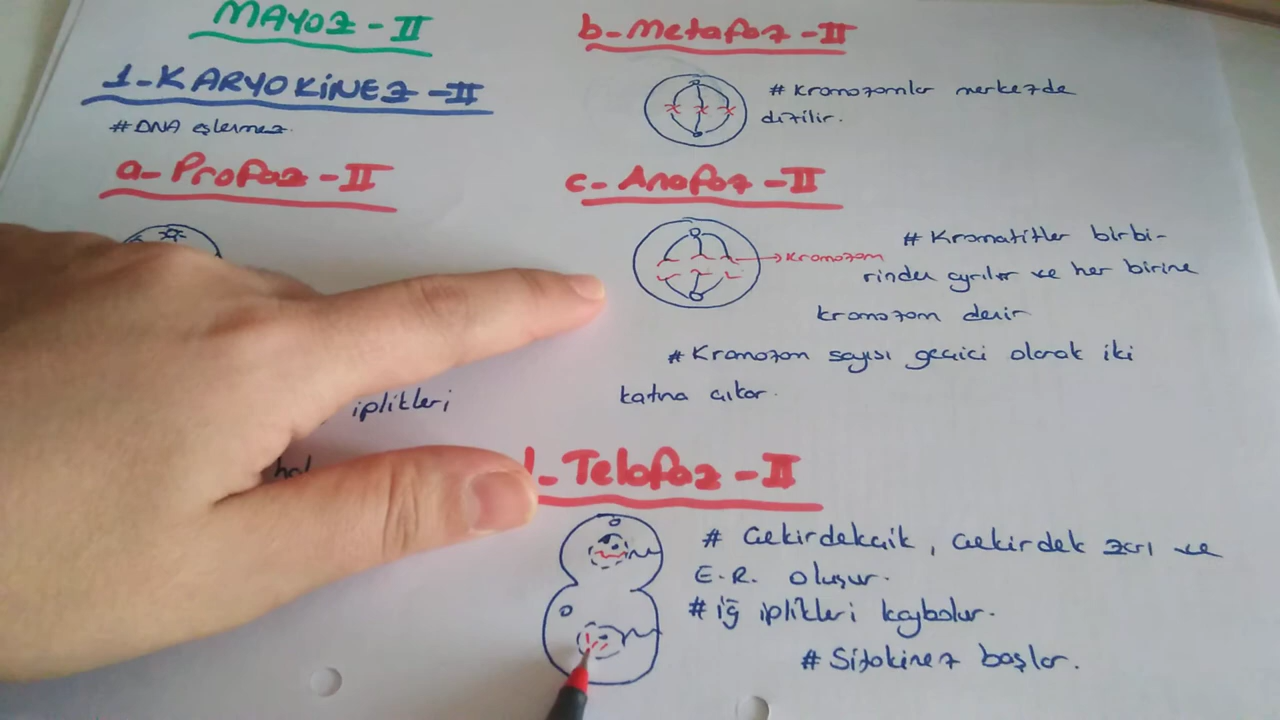 MAYOZ - II
1-KARYOKİNEZ-II
#DNA eşlenmez.
a- Profaz - II
iplikleri
b-Metafaz-II
# Kromozomlar merkezde
dizilir.
c- Anafaz - II
→Kromozom
# Kromatitler birbi-
rinden ayrılır ve her birine
kromozom denir
# Kromozom sayısı geçici olarak iki
katına çıkar.
Telofaz - II
# Çekirdekçik, çekirdek zarı ve
E.R. oluşur.
# iğ iplikleri kaybolur.
# Sitokinez başlar.